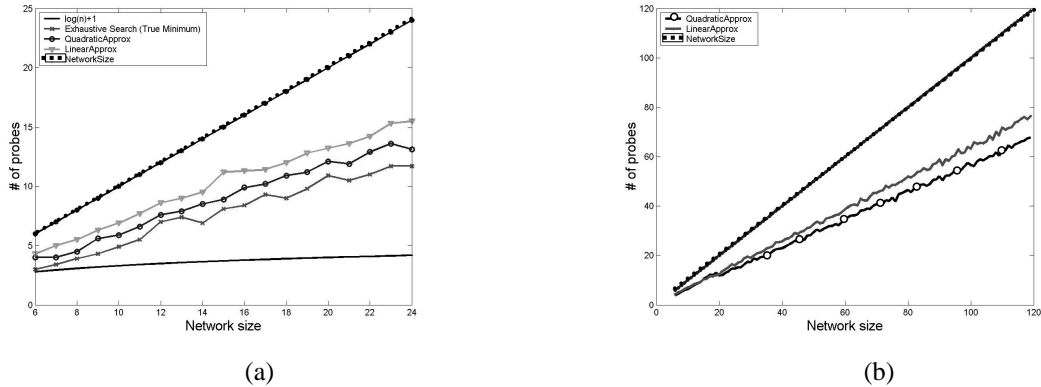 25
20
15
10
5
0
# of probes
log(n)+1
Exhaustive Search (True Minimum)
QuadraticApprox
LinearApprox
NetworkSize
6 8 10 12 14 16 18 20 22 24
Network size
(a)
120
100
80
60
40
20
0
# of probes
QuadraticApprox
LinearApprox
NetworkSize
0 20 40 60 80 100 120
Network size
(b)